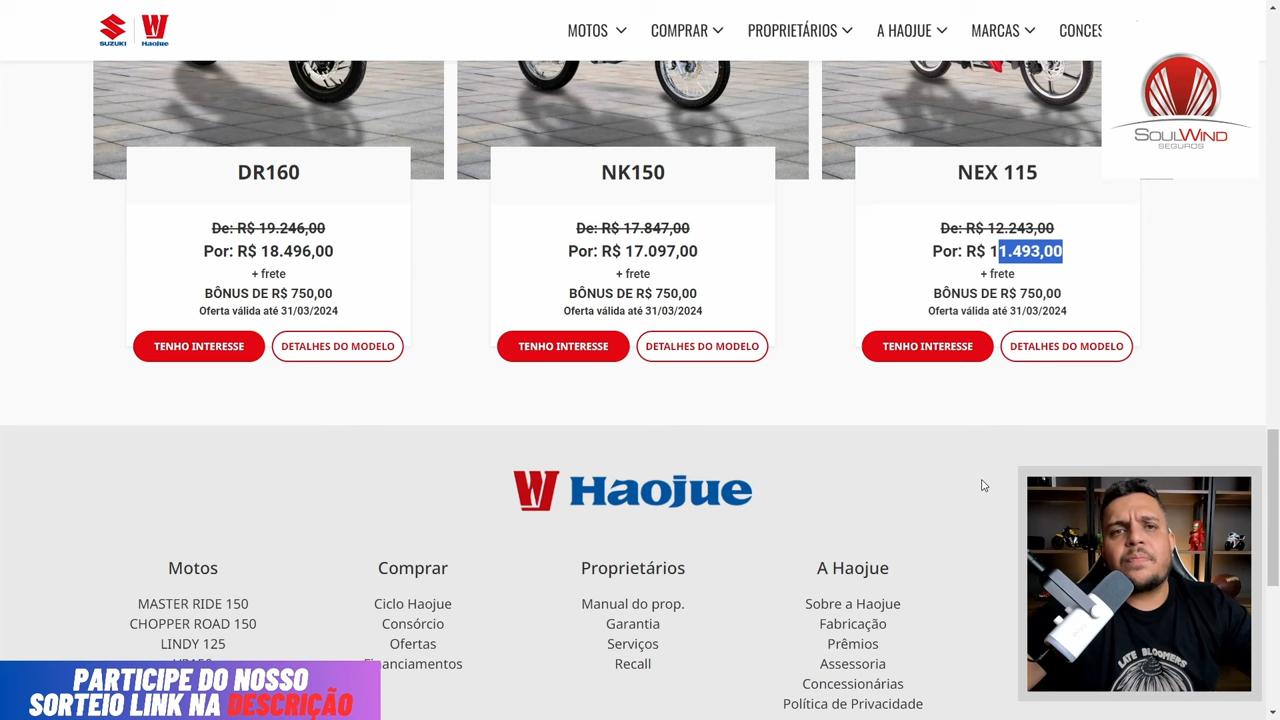 SUZUKI
Haojue
MOTOS
COMPRAR
PROPRIETÁRIOS
A HAOJUE
MARCAS
CONCES
SOULWIND
SEGUROS
DR160
De: R$ 19.246,00
Por: R$ 18.496,00
+ frete
BÔNUS DE R$ 750,00
Oferta válida até 31/03/2024
TENHO INTERESSE
DETALHES DO MODELO
NK150
De: R$ 17.847,00
Por: R$ 17.097,00
+ frete
BÔNUS DE R$ 750,00
Oferta válida até 31/03/2024
TENHO INTERESSE
DETALHES DO MODELO
NEX 115
De: R$ 12.243,00
Por: R$ 11.493,00
+ frete
BÔNUS DE R$ 750,00
Oferta válida até 31/03/2024
TENHO INTERESSE
DETALHES DO MODELO
Haojue
Motos
MASTER RIDE 150
CHOPPER ROAD 150
LINDY 125
Comprar
Ciclo Haojue
Consórcio
Ofertas
Financiamentos
Proprietários
Manual do prop.
Garantia
Serviços
Recall
A Haojue
Sobre a Haojue
Fabricação
Prêmios
Assessoria
Concessionárias
Política de Privacidade
LATE BLOOMERS
PARTICIPE DO NOSSO
SORTEIO LINK NA DESCRIÇÃO